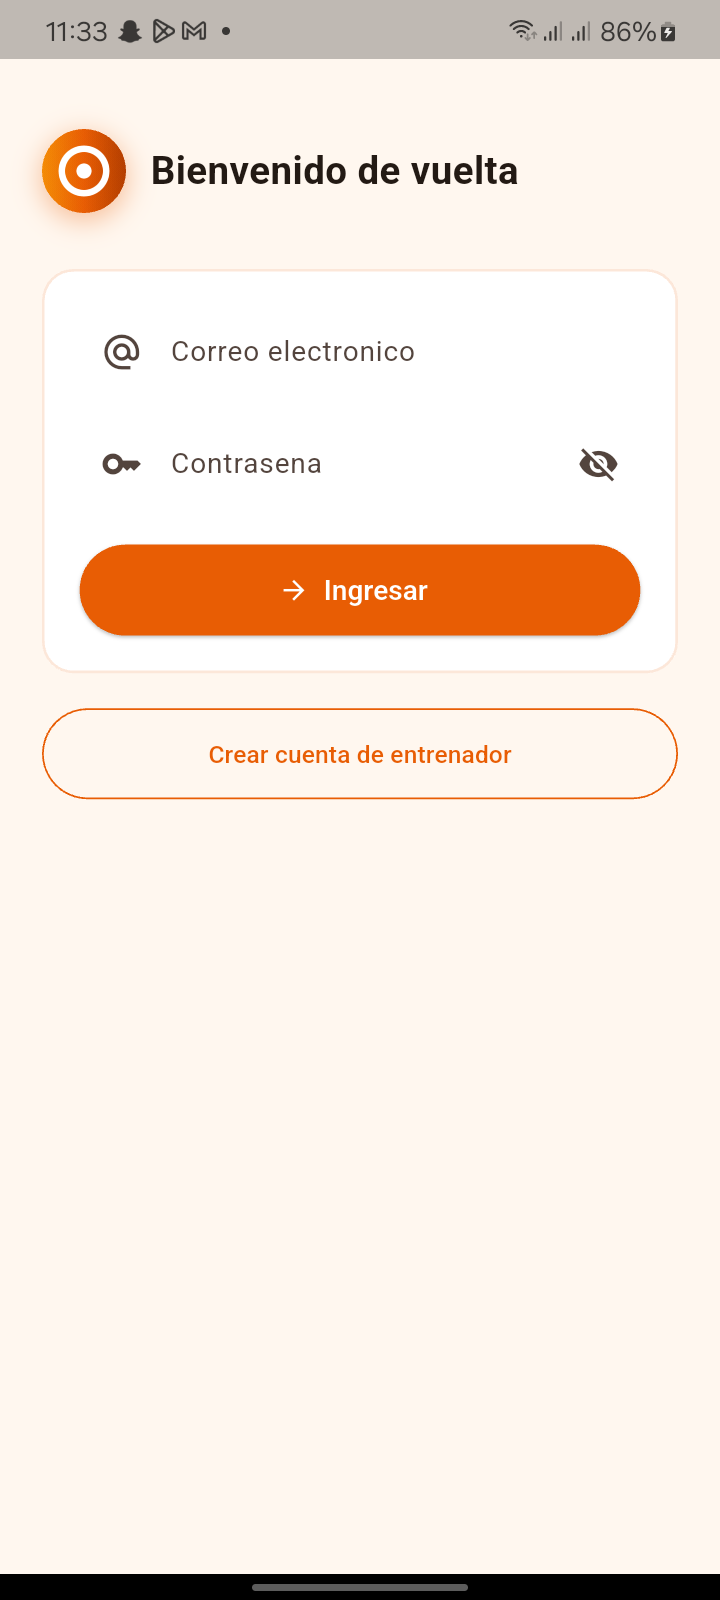 11:33
86%
Bienvenido de vuelta
Correo electronico
Contrasena
Ingresar
Crear cuenta de entrenador